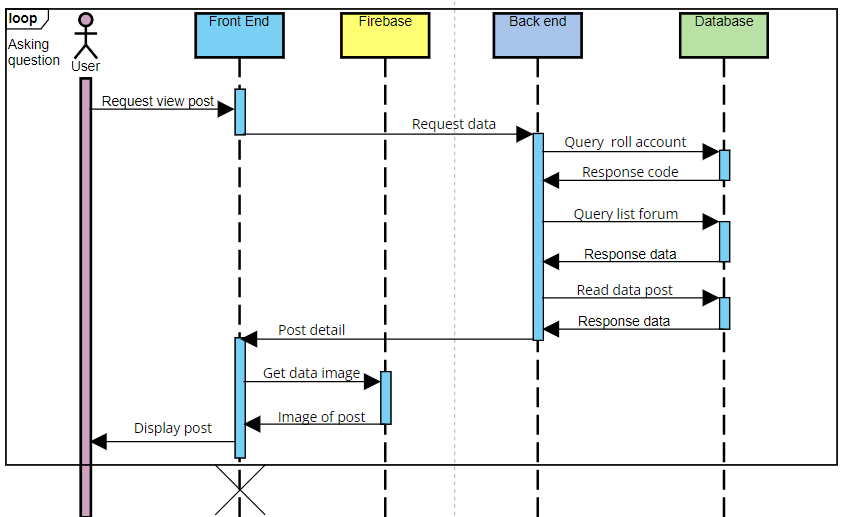 loop
Asking
question
User
Front End
Firebase
Back end
Database
Request view post
Request data
Query roll account
Response code
Query list forum
Response data
Read data post
Response data
Post detail
Get data image
Image of post
Display post